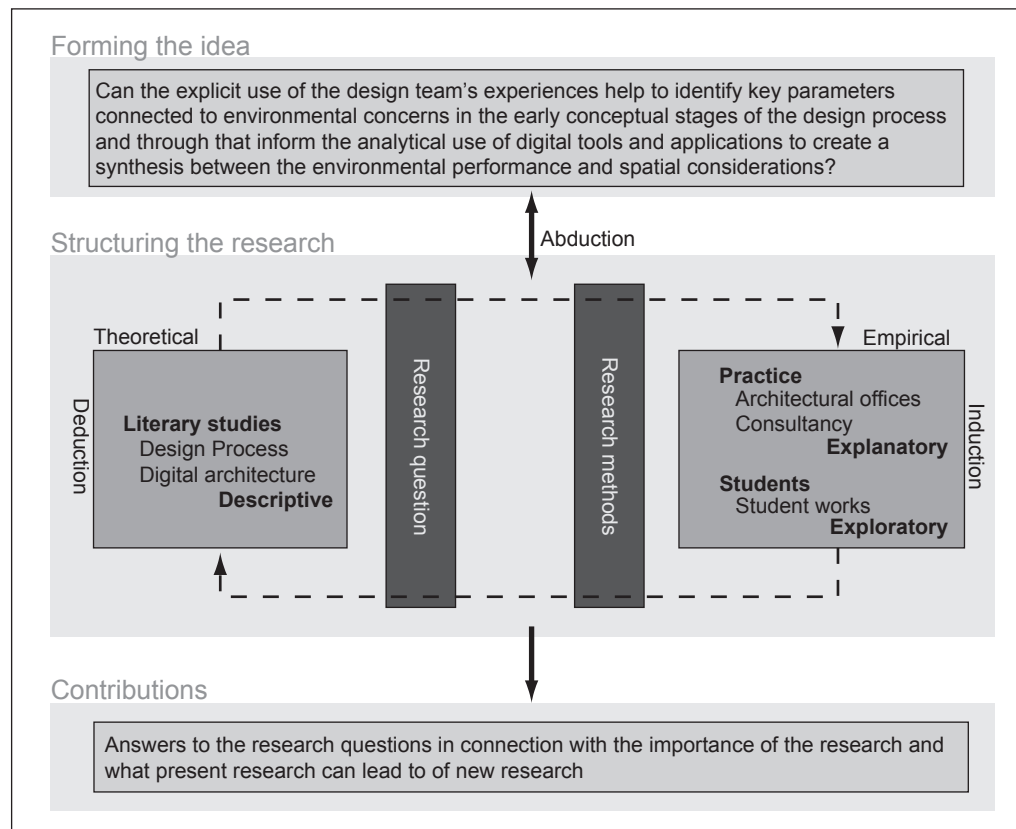 Forming the idea
Can the explicit use of the design team's experiences help to identify key parameters
connected to environmental concerns in the early conceptual stages of the design process
and through that inform the analytical use of digital tools and applications to create a
synthesis between the environmental performance and spatial considerations?
Abduction
Structuring the research
Theoretical
Deduction
Literary studies
Design Process
Digital architecture
Descriptive
Research question
Research methods
Empirical
Practice
Architectural offices
Consultancy
Explanatory
Students
Student works
Exploratory
Induction
Contributions
Answers to the research questions in connection with the importance of the research and
what present research can lead to of new research